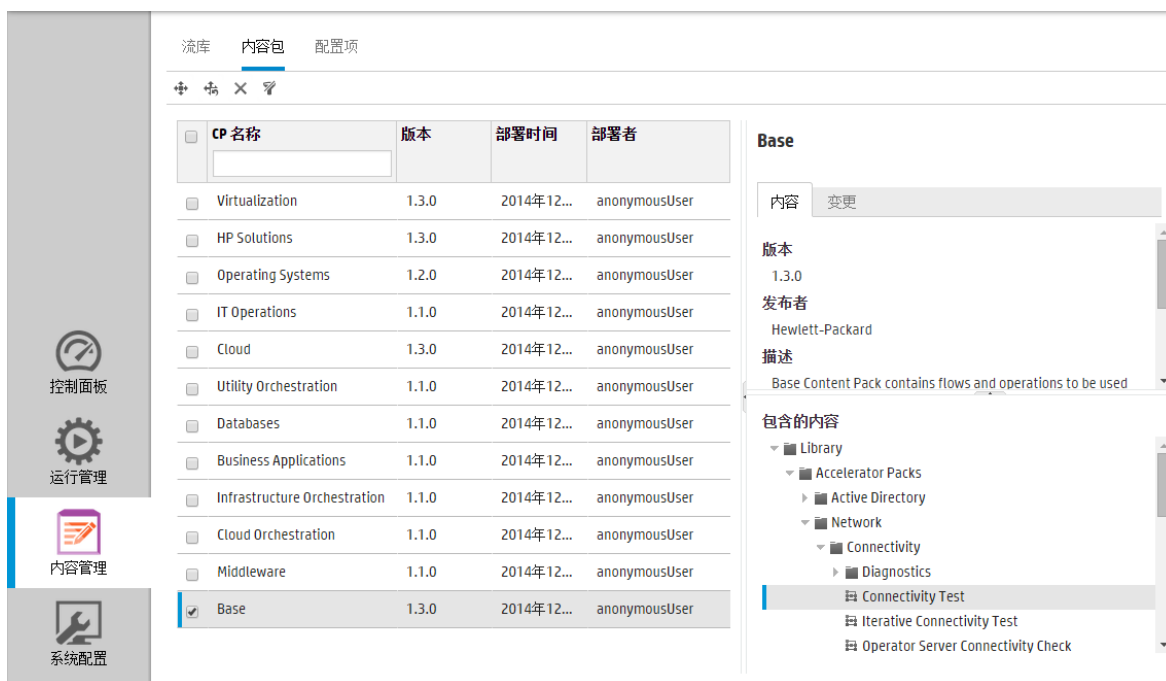 流库 内容包 配置项
CP 名称 版本 部署时间 部署者
Virtualization 1.3.0 2014年12... anonymousUser
HP Solutions 1.3.0 2014年12... anonymousUser
Operating Systems 1.2.0 2014年12... anonymousUser
IT Operations 1.1.0 2014年12... anonymousUser
Cloud 1.3.0 2014年12... anonymousUser
Utility Orchestration 1.1.0 2014年12... anonymousUser
Databases 1.1.0 2014年12... anonymousUser
Business Applications 1.1.0 2014年12... anonymousUser
Infrastructure Orchestration 1.1.0 2014年12... anonymousUser
Cloud Orchestration 1.1.0 2014年12... anonymousUser
Middleware 1.1.0 2014年12... anonymousUser
Base 1.3.0 2014年12... anonymousUser
Base
内容 变更
版本
1.3.0
发布者
Hewlett-Packard
描述
Base Content Pack contains flows and operations to be used
包含的内容
Library
Accelerator Packs
Active Directory
Network
Connectivity
Diagnostics
Connectivity Test
Iterative Connectivity Test
Operator Server Connectivity Check
控制面板
运行管理
内容管理
系统配置